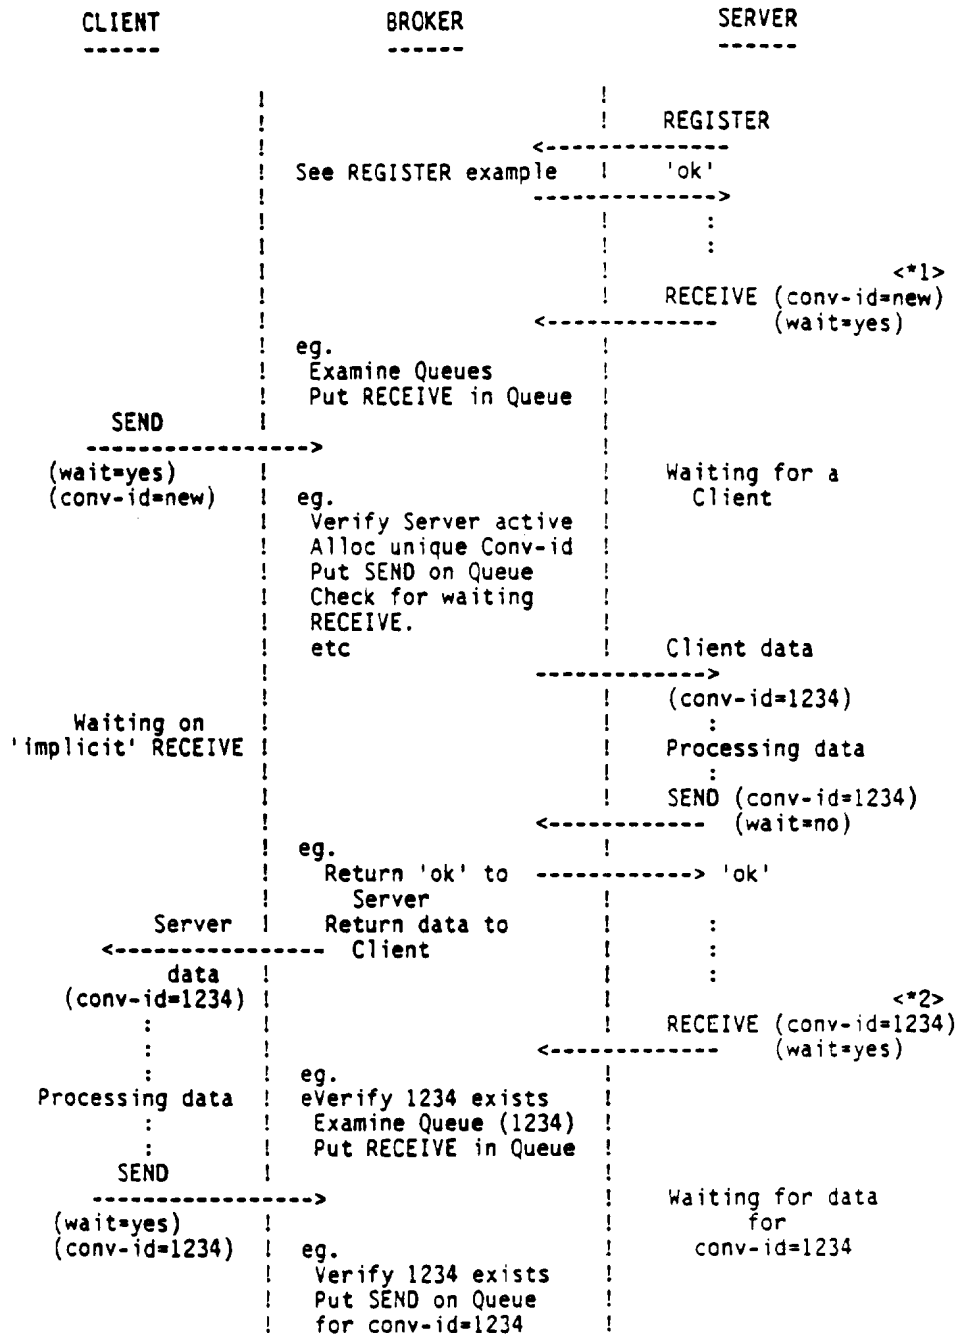 CLIENT BROKER SERVER
------ ------ ------
! !
! ! REGISTER
! <---------------
! See REGISTER example ! 'ok'
! --------------->
! ! :
! ! :
! ! <*1>
! ! RECEIVE (conv-id=new)
! <------------- (wait=yes)
! eg. !
! Examine Queues !
! Put RECEIVE in Queue !
SEND ! !
------------------> !
(wait=yes) ! ! Waiting for a
(conv-id=new) ! eg. ! Client
! Verify Server active !
! Alloc unique Conv-id !
! Put SEND on Queue !
! Check for waiting !
! RECEIVE. !
! etc ! Client data
! ------------->
! ! (conv-id=1234)
Waiting on ! ! :
'implicit' RECEIVE ! ! Processing data
! ! :
! ! SEND (conv-id=1234)
! <------------ (wait=no)
! eg. !
! Return 'ok' to ------------> 'ok'
! Server !
Server ! Return data to ! :
<---------------- Client ! :
data ! ! :
(conv-id=1234) ! ! <*2>
: ! ! RECEIVE (conv-id=1234)
: ! <------------- (wait=yes)
: ! eg. !
Processing data ! eVerify 1234 exists !
: ! Examine Queue (1234) !
: ! Put RECEIVE in Queue !
SEND ! !
-----------------> ! Waiting for data
(wait=yes) ! ! for
(conv-id=1234) ! eg. ! conv-id=1234
! Verify 1234 exists !
! Put SEND on Queue !
! for conv-id=1234 !